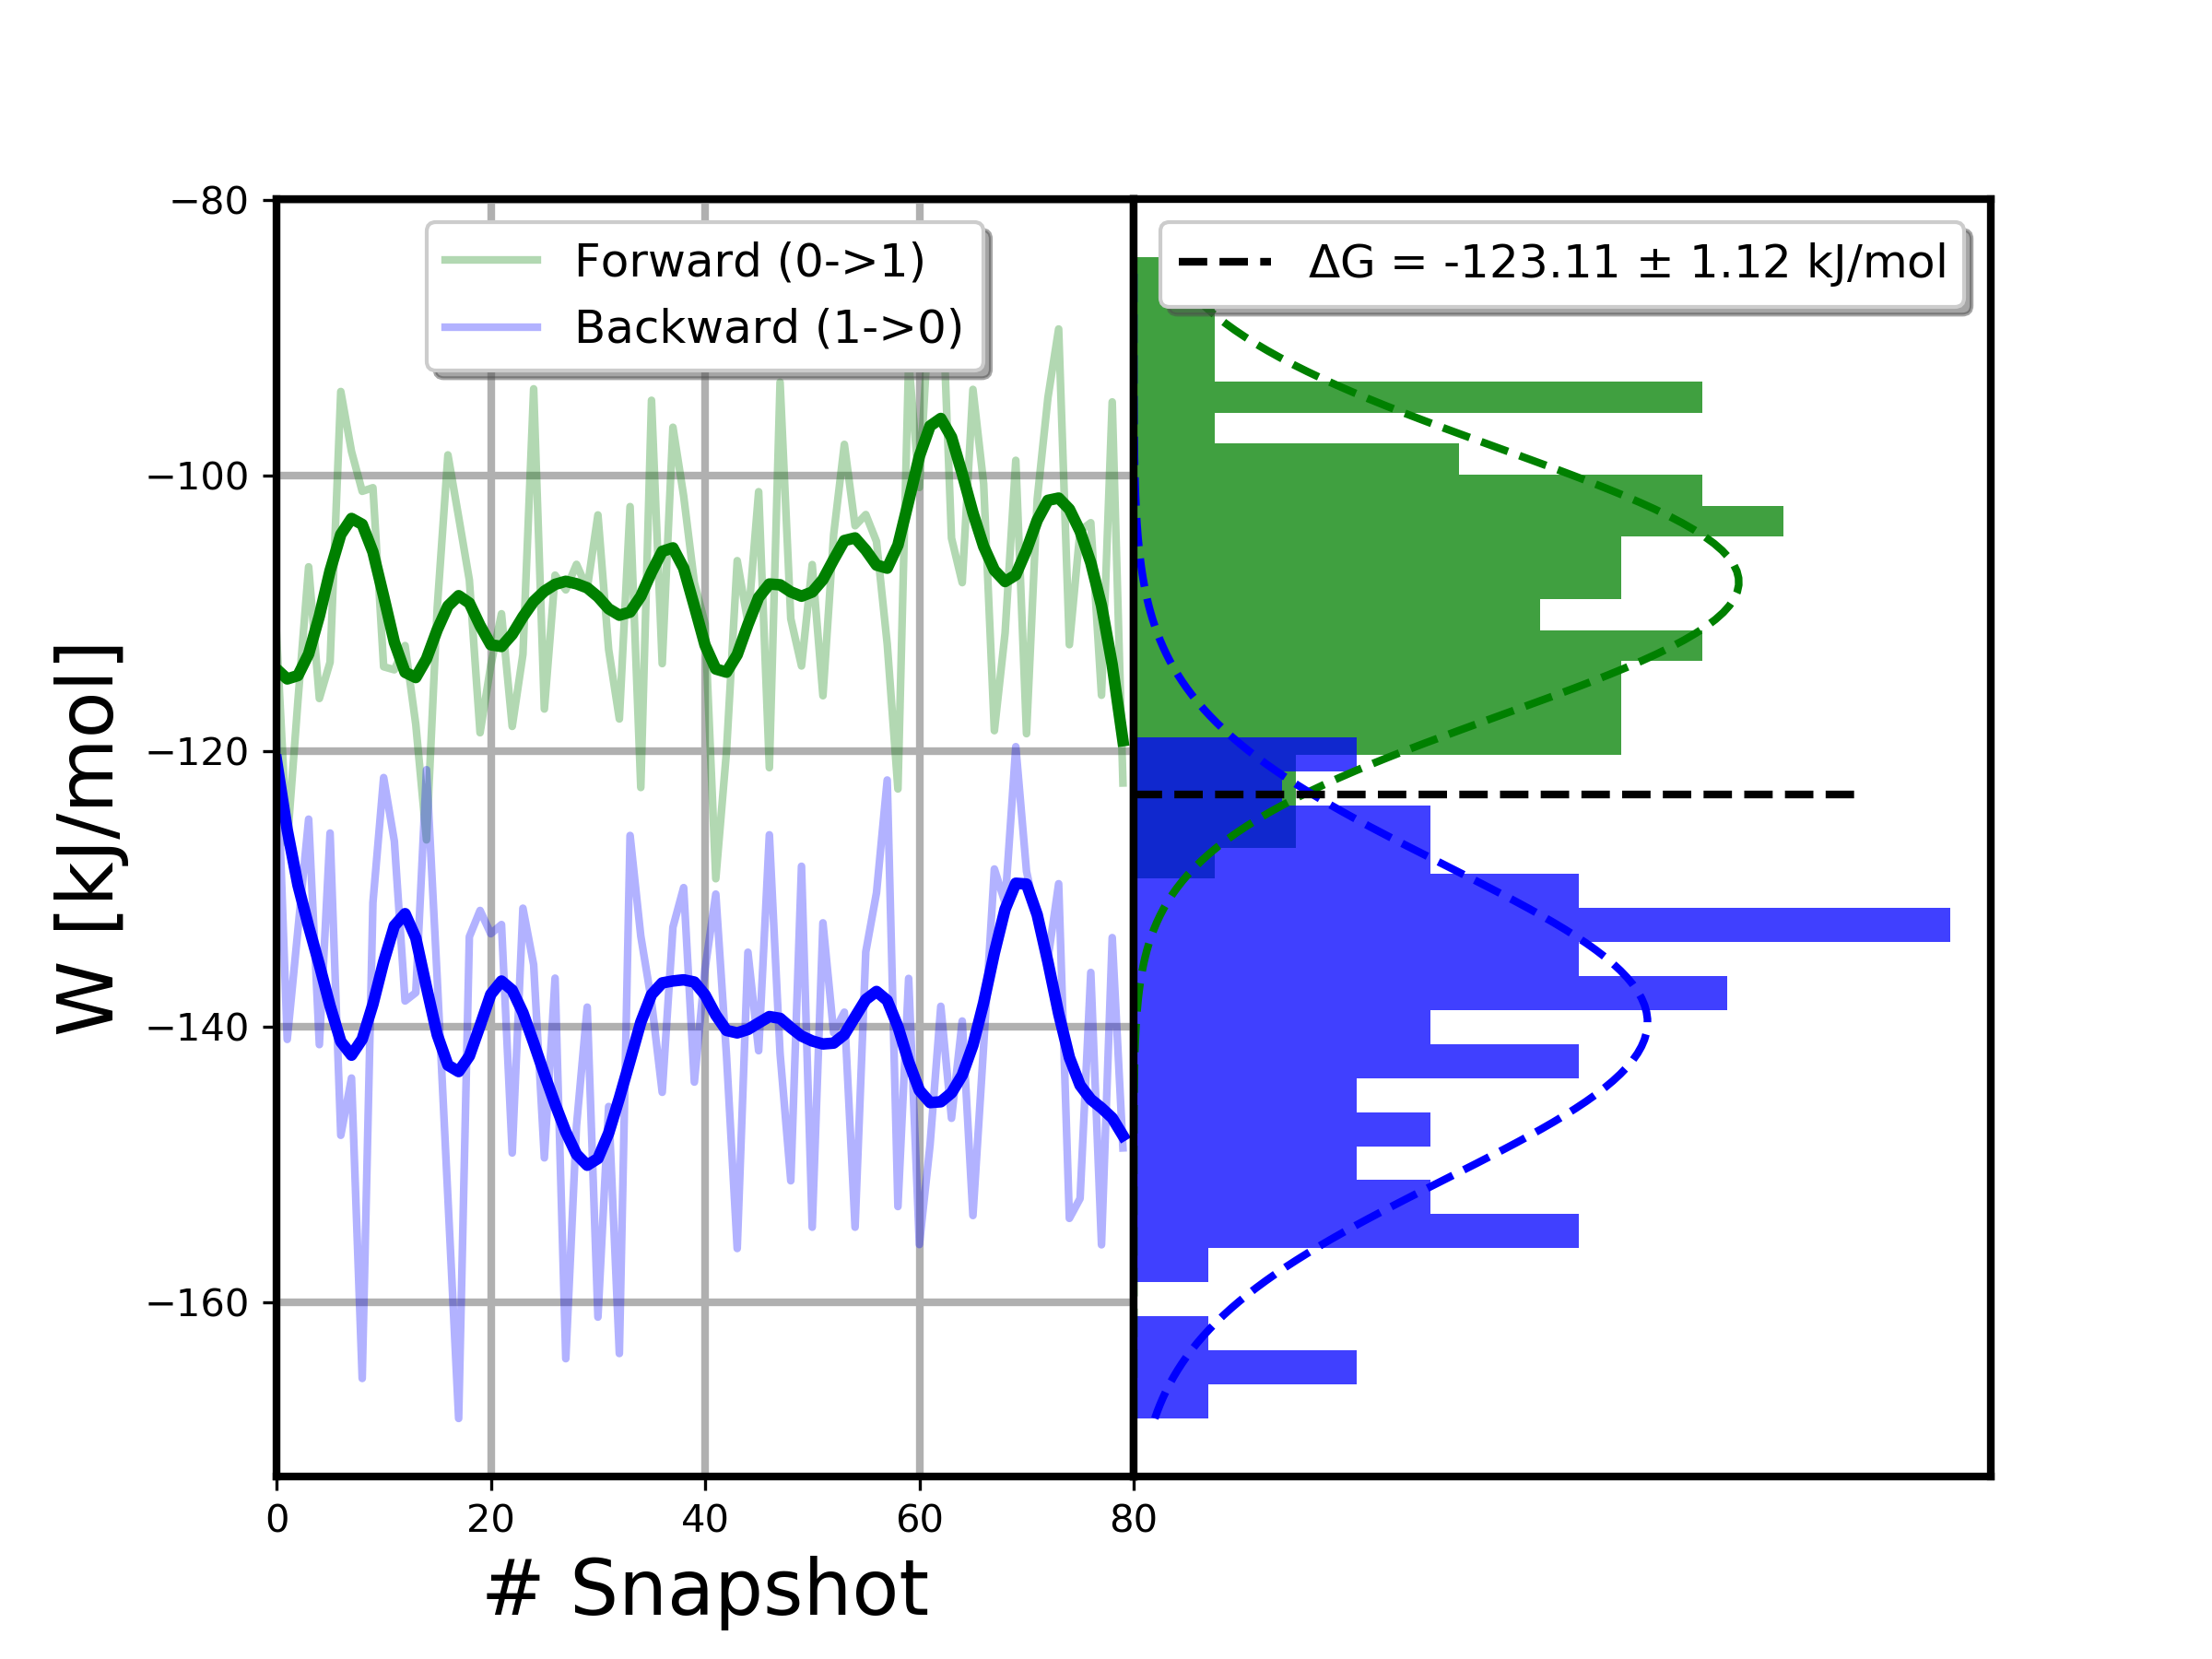 −80
−100
−120
−140
−160
W [kJ/mol]
Forward (0->1)
Backward (1->0)
ΔG = -123.11 ± 1.12 kJ/mol
0 20 40 60 80
# Snapshot